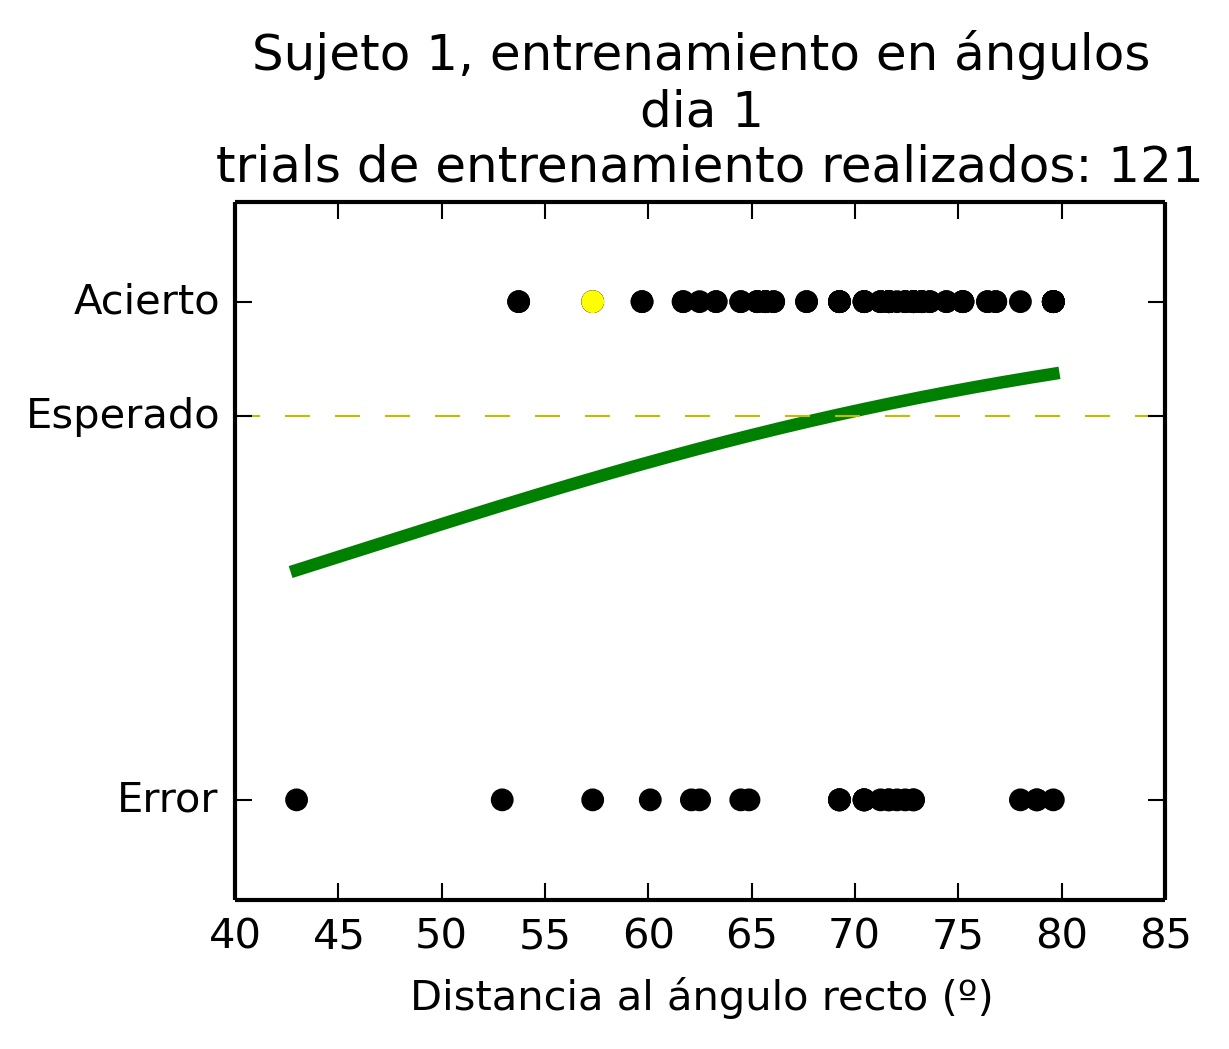 Sujeto 1, entrenamiento en ángulos
dia 1
trials de entrenamiento realizados: 121
Acierto
Esperado
Error
40 45 50 55 60 65 70 75 80 85
Distancia al ángulo recto (º)